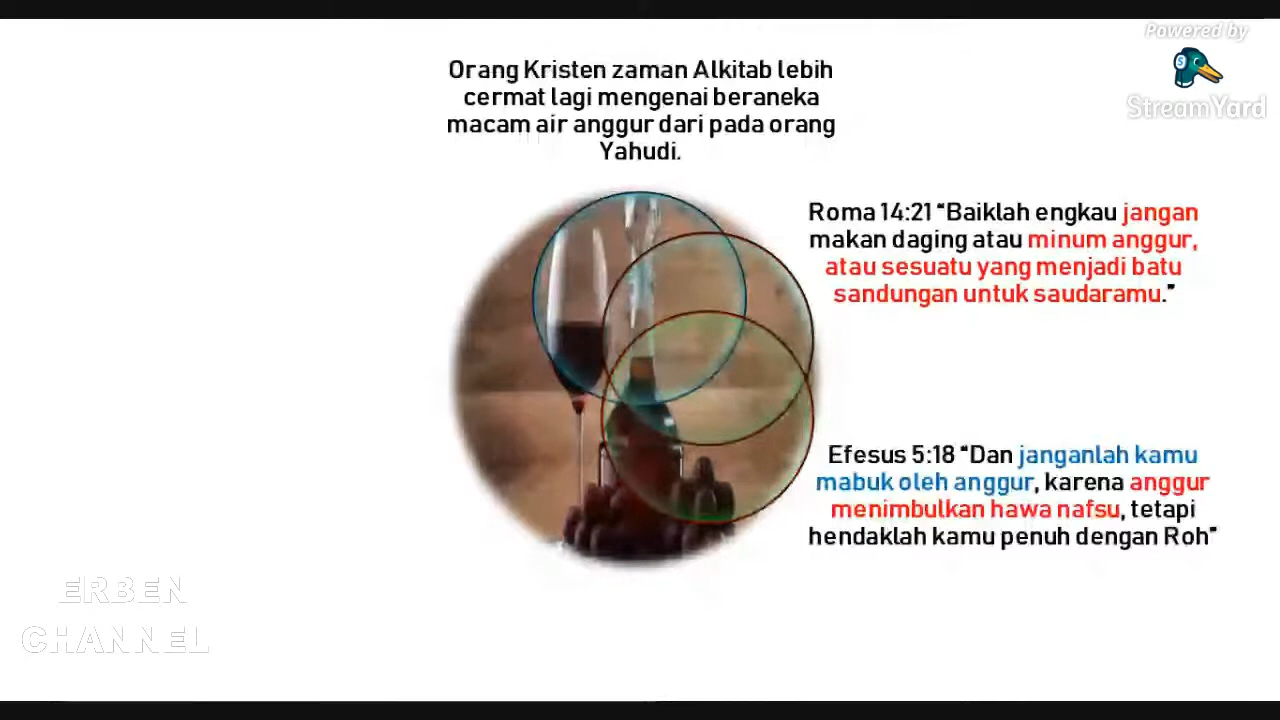 Powered by
StreamYard
Orang Kristen zaman Alkitab lebih
cermat lagi mengenai beraneka
macam air anggur dari pada orang
Yahudi.
Roma 14:21 “Baiklah engkau jangan
makan daging atau minum anggur,
atau sesuatu yang menjadi batu
sandungan untuk saudaramu.”
Efesus 5:18 “Dan janganlah kamu
mabuk oleh anggur, karena anggur
menimbulkan hawa nafsu, tetapi
hendaklah kamu penuh dengan Roh”
ERBEN
CHANNEL